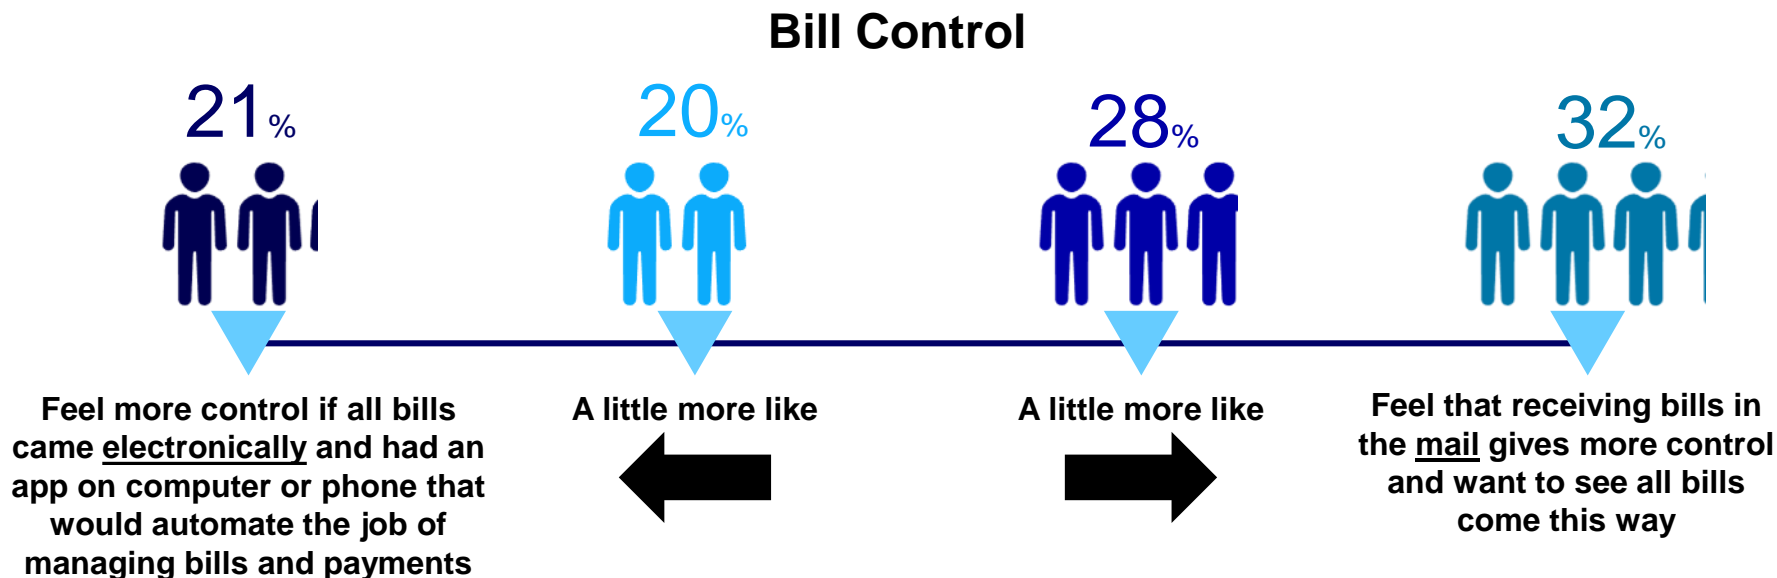 Bill Control
21%
20%
28%
32%
Feel more control if all bills
came electronically and had an
app on computer or phone that
would automate the job of
managing bills and payments
A little more like
A little more like
Feel that receiving bills in
the mail gives more control
and want to see all bills
come this way